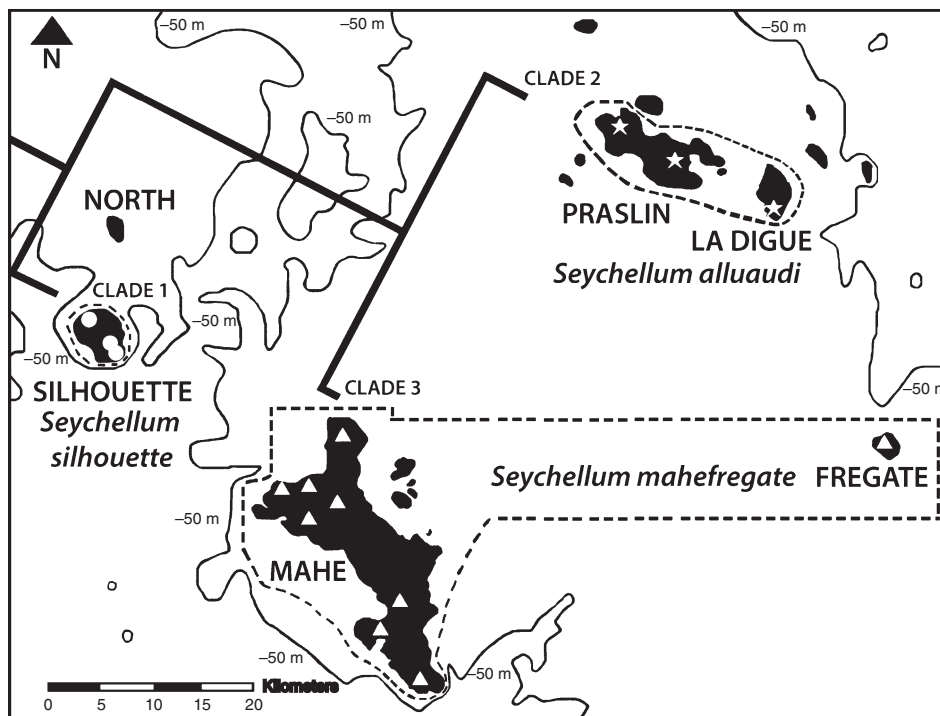 −50 m
−50 m
−50 m
N
CLADE 2
−50 m
NORTH
PRASLIN
LA DIGUE
Seychellum alluaudi
CLADE 1
−50 m
−50 m
SILHOUETTE
Seychellum
silhouette
CLADE 3
−50 m
Seychellum mahefregate
FREGATE
−50 m
MAHE
−50 m
−50 m
Kilometers
0 5 10 15 20